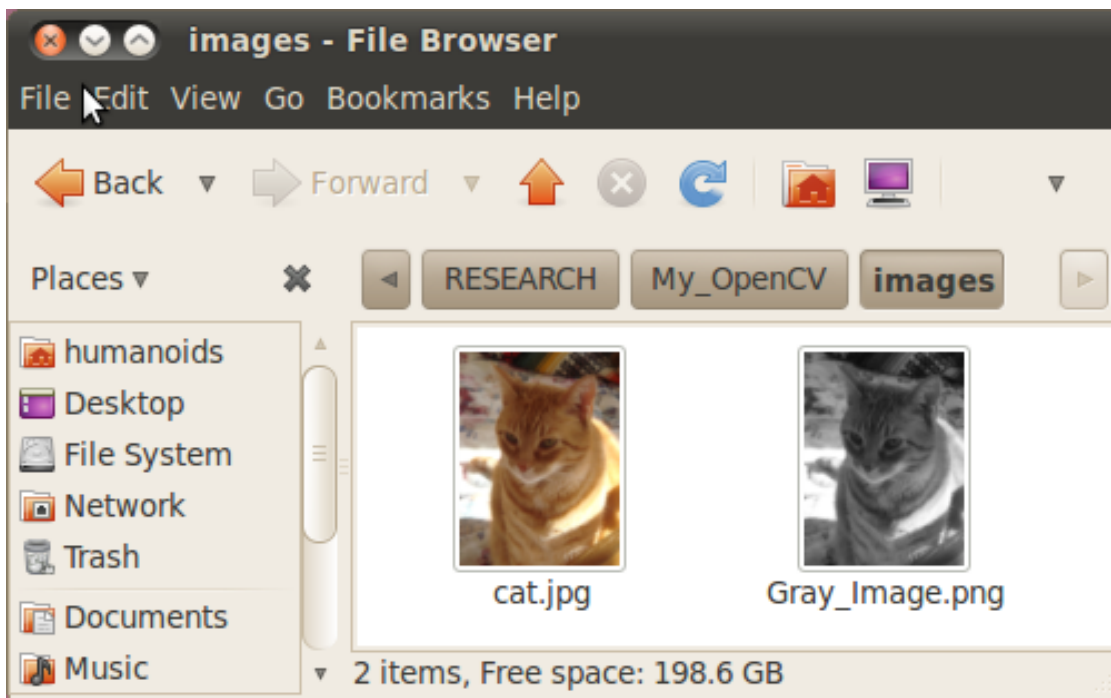 images - File Browser
File Edit View Go Bookmarks Help
Back Forward
Places RESEARCH My_OpenCV images
humanoids
Desktop
File System
Network
Trash
Documents
Music
cat.jpg Gray_Image.png
2 items, Free space: 198.6 GB